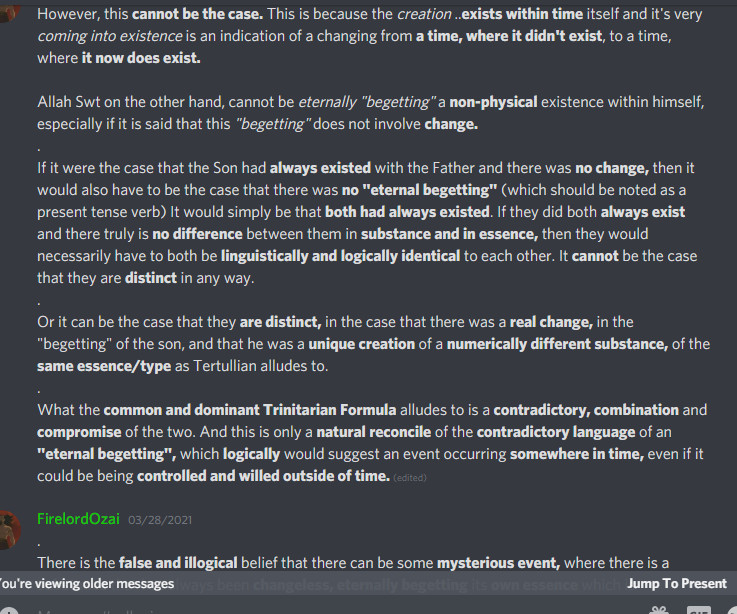 However, this cannot be the case. This is because the creation ..exists within time itself and it's very
coming into existence is an indication of a changing from a time, where it didn't exist, to a time,
where it now does exist.
Allah Swt on the other hand, cannot be eternally "begetting" a non-physical existence within himself,
especially if it is said that this "begetting" does not involve change.
.
If it were the case that the Son had always existed with the Father and there was no change, then it
would also have to be the case that there was no "eternal begetting" (which should be noted as a
present tense verb) It would simply be that both had always existed. If they did both always exist
and there truly is no difference between them in substance and in essence, then they would
necessarily have to both be linguistically and logically identical to each other. It cannot be the case
that they are distinct in any way.
.
Or it can be the case that they are distinct, in the case that there was a real change, in the
"begetting" of the son, and that he was a unique creation of a numerically different substance, of the
same essence/type as Tertullian alludes to.
.
What the common and dominant Trinitarian Formula alludes to is a contradictory, combination and
compromise of the two. And this is only a natural reconcile of the contradictory language of an
"eternal begetting", which logically would suggest an event occurring somewhere in time, even if it
could be being controlled and willed outside of time. (edited)
FirelordOzai 03/28/2021
.
There is the false and illogical belief that there can be some mysterious event, where there is a
You're viewing older messages Jump To Present
always been changeless, eternally begetting its own essence
GIF